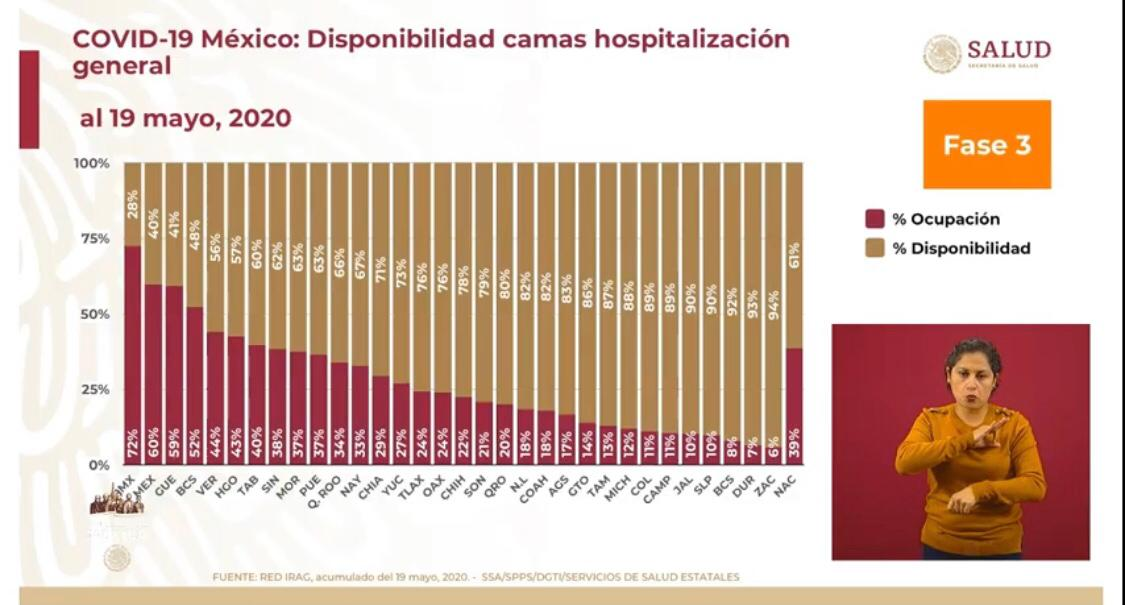 COVID-19 México: Disponibilidad camas hospitalización
general
al 19 mayo, 2020
SALUD
SECRETARÍA DE SALUD
Fase 3
% Ocupación
% Disponibilidad
100%
75%
50%
25%
0%
28% 40% 41% 48% 56% 57% 60% 62% 63% 63% 66% 67% 71% 73% 76% 76% 78% 79% 80% 82% 82% 83% 86% 87% 88% 89% 89% 90% 90% 92% 93% 94% 61%
72% 60% 59% 52% 44% 43% 40% 38% 37% 37% 34% 33% 29% 27% 24% 24% 22% 21% 20% 18% 18% 17% 14% 13% 12% 11% 11% 10% 10% 8% 7% 6% 39%
MEX GUE BCS VER HGO TAB SIN MOR PUE Q. ROO NAY CHIA YUC TLAX OAX CHIH SON QRO N.L COAH AGS GTO TAM MICH COL CAMP JAL SLP BCS DUR ZAC NAC
FUENTE: RED IRAG, acumulado del 19 mayo, 2020. - SSA/SPPS/DGTI/SERVICIOS DE SALUD ESTATALES